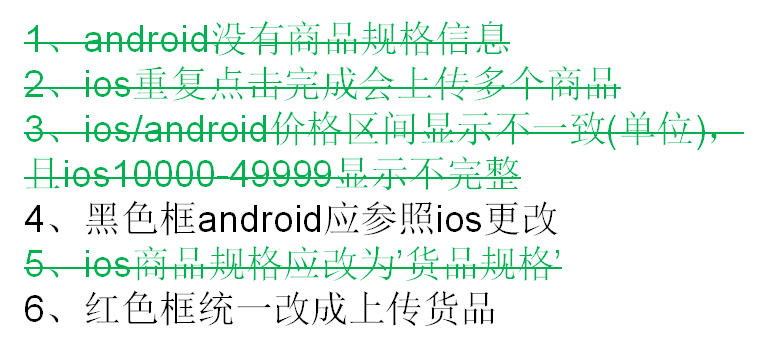 1、android没有商品规格信息
2、ios重复点击完成会上传多个商品
3、ios/android价格区间显示不一致(单位)，
且ios10000-49999显示不完整
4、黑色框android应参照ios更改
5、ios商品规格应改为’货品规格’
6、红色框统一改成上传货品